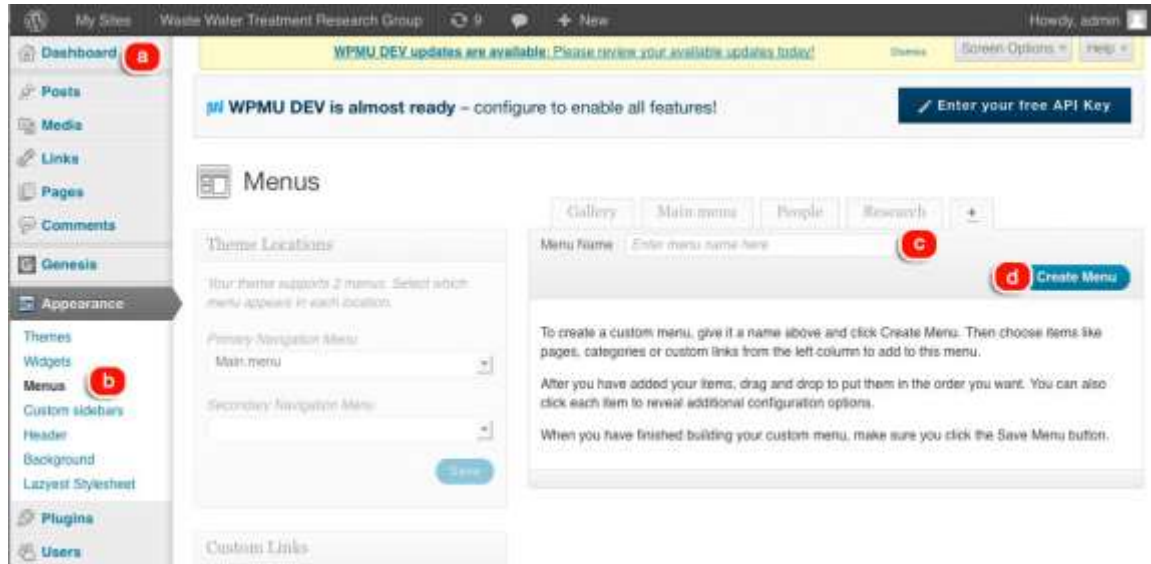 My Sites Waste Water Treatment Research Group 9 + New Howdy, admin
Dashboard a
WPMU DEV updates are available: Please review your available updates today! Dismiss Screen Options Help
Posts
Media
Links
Pages
Comments
Genesis
Appearance
Themes
Widgets
Menus b
Custom sidebars
Header
Background
Lazyest Stylesheet
Plugins
Users
WPMU DEV is almost ready – configure to enable all features! Enter your free API Key
Menus
Theme Locations
Your theme supports 2 menus. Select which
menu appears in each location.
Primary Navigation Menu
Main menu
Secondary Navigation Menu
Save
Custom Links
Gallery Main menu People Research +
Menu Name Enter menu name here c
d Create Menu
To create a custom menu, give it a name above and click Create Menu. Then choose items like
pages, categories or custom links from the left column to add to this menu.
After you have added your items, drag and drop to put them in the order you want. You can also
click each item to reveal additional configuration options.
When you have finished building your custom menu, make sure you click the Save Menu button.